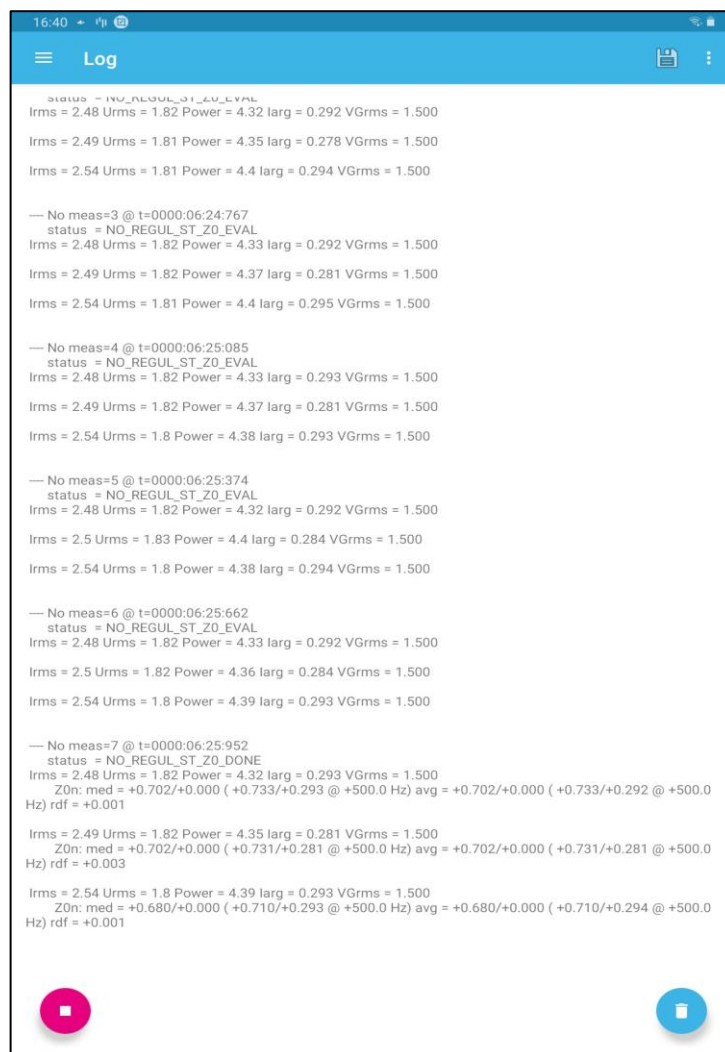 16:40
Log
status = NO_REGUL_ST_Z0_EVAL
Irms = 2.48 Urms = 1.82 Power = 4.32 Iarg = 0.292 VGrms = 1.500
Irms = 2.49 Urms = 1.81 Power = 4.35 Iarg = 0.278 VGrms = 1.500
Irms = 2.54 Urms = 1.81 Power = 4.4 Iarg = 0.294 VGrms = 1.500
--- No meas=3 @ t=0000:06:24:767
status = NO_REGUL_ST_Z0_EVAL
Irms = 2.48 Urms = 1.82 Power = 4.33 Iarg = 0.292 VGrms = 1.500
Irms = 2.49 Urms = 1.82 Power = 4.37 Iarg = 0.281 VGrms = 1.500
Irms = 2.54 Urms = 1.81 Power = 4.4 Iarg = 0.295 VGrms = 1.500
--- No meas=4 @ t=0000:06:25:085
status = NO_REGUL_ST_Z0_EVAL
Irms = 2.48 Urms = 1.82 Power = 4.33 Iarg = 0.293 VGrms = 1.500
Irms = 2.49 Urms = 1.82 Power = 4.37 Iarg = 0.281 VGrms = 1.500
Irms = 2.54 Urms = 1.8 Power = 4.38 Iarg = 0.293 VGrms = 1.500
--- No meas=5 @ t=0000:06:25:374
status = NO_REGUL_ST_Z0_EVAL
Irms = 2.48 Urms = 1.82 Power = 4.32 Iarg = 0.292 VGrms = 1.500
Irms = 2.5 Urms = 1.83 Power = 4.4 Iarg = 0.284 VGrms = 1.500
Irms = 2.54 Urms = 1.8 Power = 4.38 Iarg = 0.294 VGrms = 1.500
--- No meas=6 @ t=0000:06:25:662
status = NO_REGUL_ST_Z0_EVAL
Irms = 2.48 Urms = 1.82 Power = 4.33 Iarg = 0.292 VGrms = 1.500
Irms = 2.5 Urms = 1.82 Power = 4.36 Iarg = 0.284 VGrms = 1.500
Irms = 2.54 Urms = 1.8 Power = 4.39 Iarg = 0.293 VGrms = 1.500
--- No meas=7 @ t=0000:06:25:952
status = NO_REGUL_ST_Z0_DONE
Irms = 2.48 Urms = 1.82 Power = 4.32 Iarg = 0.293 VGrms = 1.500
Z0n: med = +0.702/+0.000 ( +0.733/+0.293 @ +500.0 Hz) avg = +0.702/+0.000 ( +0.733/+0.292 @ +500.0
Hz) rdf = +0.001
Irms = 2.49 Urms = 1.82 Power = 4.35 Iarg = 0.281 VGrms = 1.500
Z0n: med = +0.702/+0.000 ( +0.731/+0.281 @ +500.0 Hz) avg = +0.702/+0.000 ( +0.731/+0.281 @ +500.0
Hz) rdf = +0.003
Irms = 2.54 Urms = 1.8 Power = 4.39 Iarg = 0.293 VGrms = 1.500
Z0n: med = +0.680/+0.000 ( +0.710/+0.293 @ +500.0 Hz) avg = +0.680/+0.000 ( +0.710/+0.294 @ +500.0
Hz) rdf = +0.001